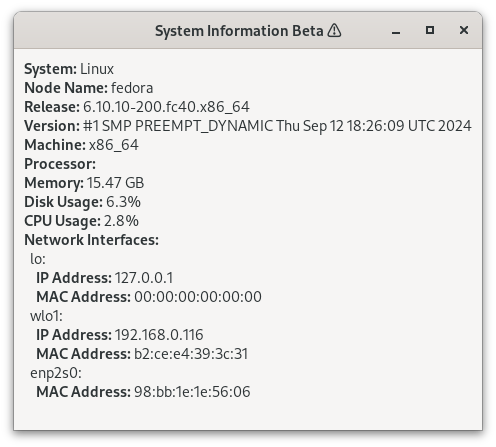 System Information Beta ⚠
System: Linux
Node Name: fedora
Release: 6.10.10-200.fc40.x86_64
Version: #1 SMP PREEMPT_DYNAMIC Thu Sep 12 18:26:09 UTC 2024
Machine: x86_64
Processor:
Memory: 15.47 GB
Disk Usage: 6.3%
CPU Usage: 2.8%
Network Interfaces:
lo:
IP Address: 127.0.0.1
MAC Address: 00:00:00:00:00:00
wlo1:
IP Address: 192.168.0.116
MAC Address: b2:ce:e4:39:3c:31
enp2s0:
MAC Address: 98:bb:1e:1e:56:06